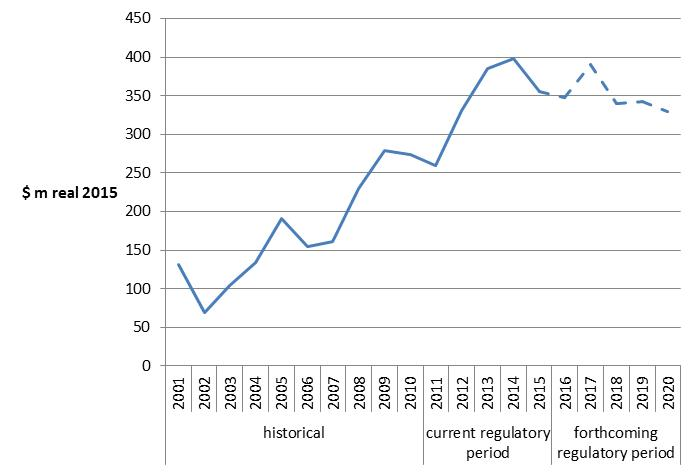 450
400
350
300
250
$ m real 2015
200
150
100
50
0
2001 2002 2003 2004 2005 2006 2007 2008 2009 2010 2011 2012 2013 2014 2015 2016 2017 2018 2019 2020
historical
current regulatory
period
forthcoming
regulatory period